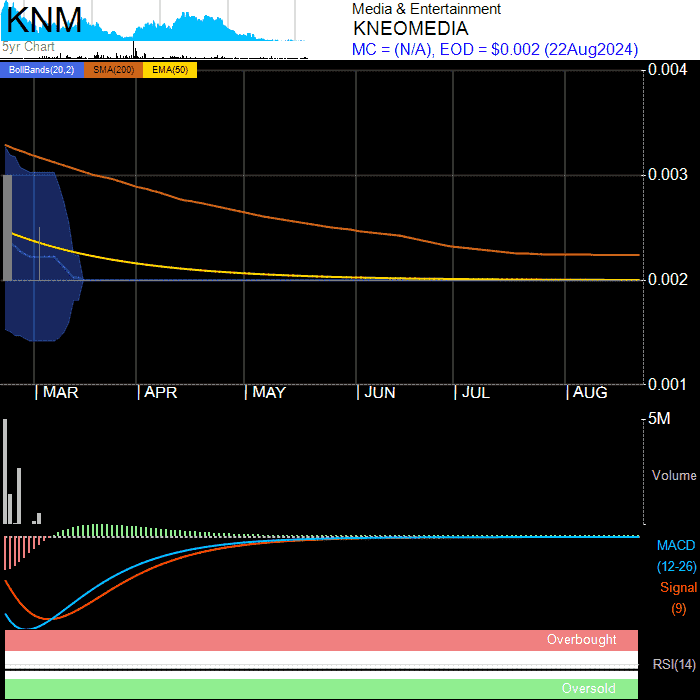 KNM
5yr Chart
Media & Entertainment
KNEOMEDIA
MC = (N/A), EOD = $0.002 (22Aug2024)
BollBands(20,2) SMA(200) EMA(50)
0.004
0.003
0.002
0.001
MAR APR MAY JUN JUL AUG
5M
Volume
MACD
(12-26)
Signal
(9)
Overbought
RSI(14)
Oversold